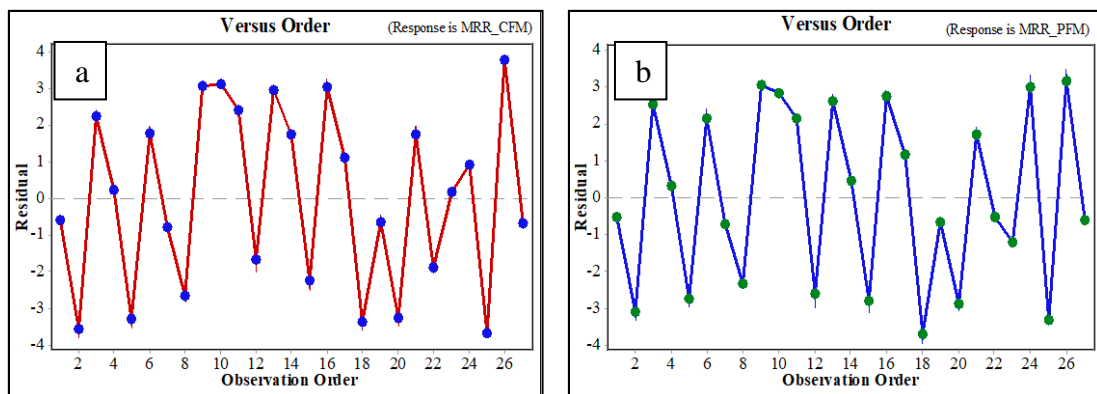 Versus Order
(Response is MRR_CFM)
a
4
3
2
1
0
-1
-2
-3
-4
Residual
2 4 6 8 10 12 14 16 18 20 22 24 26
Observation Order
Versus Order
(Response is MRR_PFM)
b
4
3
2
1
0
-1
-2
-3
-4
Residual
2 4 6 8 10 12 14 16 18 20 22 24 26
Observation Order